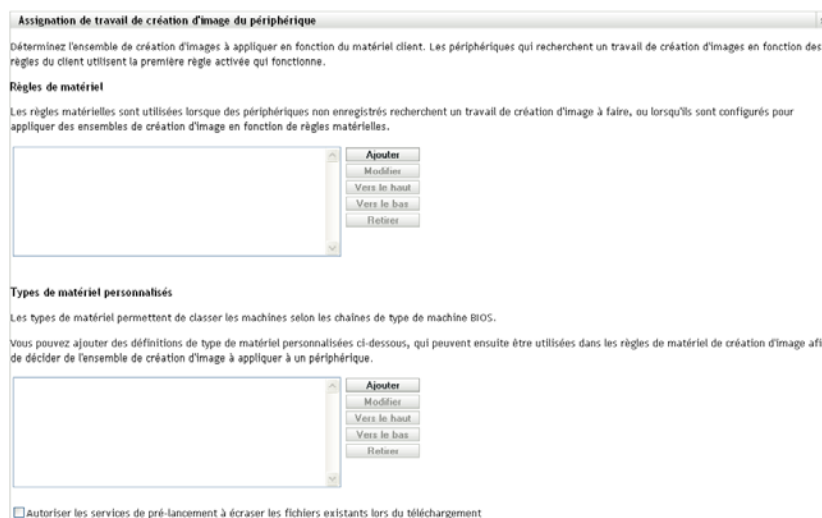 Assignation de travail de création d'image du périphérique
Déterminez l'ensemble de création d'images à appliquer en fonction du matériel client. Les périphériques qui recherchent un travail de création d'images en fonction des
règles du client utilisent la première règle activée qui fonctionne.
Règles de matériel
Les règles matérielles sont utilisées lorsque des périphériques non enregistrés recherchent un travail de création d'image à faire, ou lorsqu'ils sont configurés pour
appliquer des ensembles de création d'image en fonction de règles matérielles.
Ajouter
Modifier
Vers le haut
Vers le bas
Retirer
Types de matériel personnalisés
Les types de matériel permettent de classer les machines selon les chaînes de type de machine BIOS.
Vous pouvez ajouter des définitions de type de matériel personnalisées ci-dessous, qui peuvent ensuite être utilisées dans les règles de matériel de création d'image afi
de décider de l'ensemble de création d'image à appliquer à un périphérique.
Ajouter
Modifier
Vers le haut
Vers le bas
Retirer
Autoriser les services de pré-lancement à écraser les fichiers existants lors du téléchargement